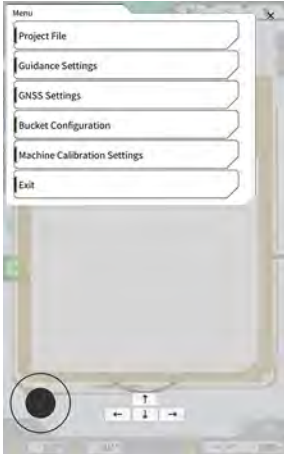 Menu
Project File
Guidance Settings
GNSS Settings
Bucket Configuration
Machine Calibration Settings
Exit